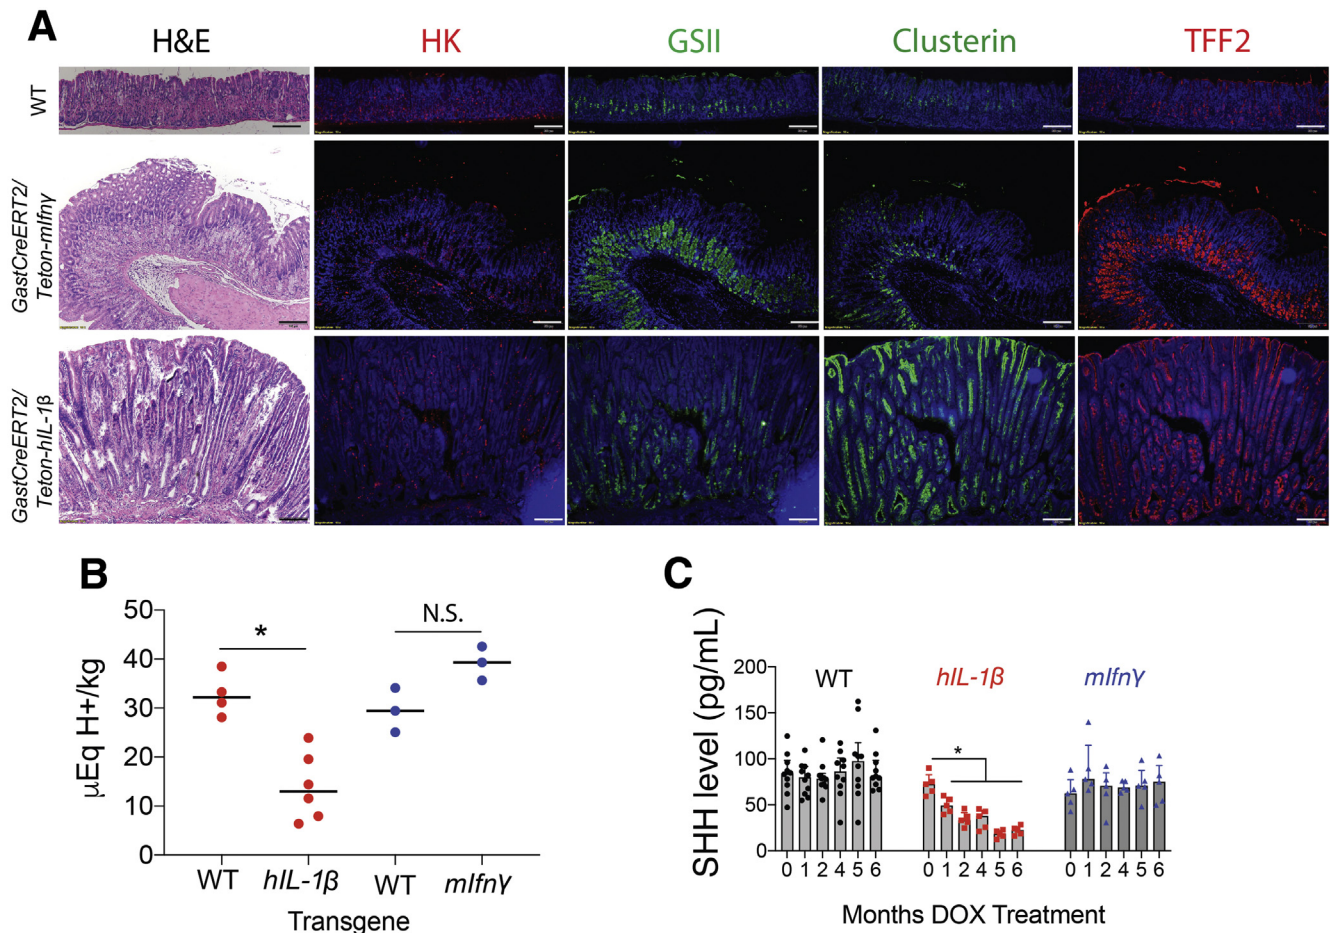 A
H&E
HK
GSII
Clusterin
TFF2
WT
GastCreERT2/
Teton-mIfnγ
GastCreERT2/
Teton-hIL-1β
B
50
40
30
20
10
0
μEq H+/kg
*
N.S.
WT
hIL-1β
WT
mIfnγ
Transgene
C
200
150
100
50
0
SHH level (pg/mL)
WT
hIL-1β
mIfnγ
*
0 1 2 4 5 6
0 1 2 4 5 6
0 1 2 4 5 6
Months DOX Treatment